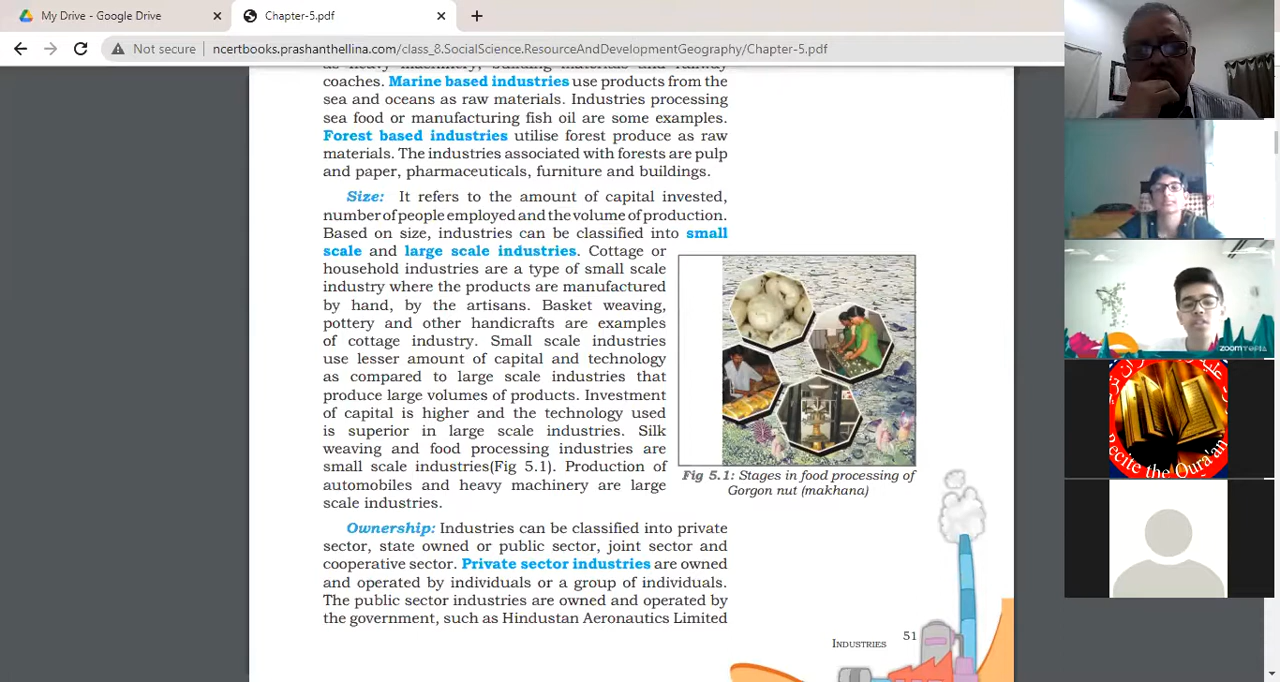 My Drive - Google Drive
Chapter-5.pdf
Not secure
ncertbooks.prashanthellina.com/class_8.SocialScience.ResourceAndDevelopmentGeography/Chapter-5.pdf
as heavy machinery, building materials and railway
coaches. Marine based industries use products from the
sea and oceans as raw materials. Industries processing
sea food or manufacturing fish oil are some examples.
Forest based industries utilise forest produce as raw
materials. The industries associated with forests are pulp
and paper, pharmaceuticals, furniture and buildings.
Size: It refers to the amount of capital invested,
number of people employed and the volume of production.
Based on size, industries can be classified into small
scale and large scale industries. Cottage or
household industries are a type of small scale
industry where the products are manufactured
by hand, by the artisans. Basket weaving,
pottery and other handicrafts are examples
of cottage industry. Small scale industries
use lesser amount of capital and technology
as compared to large scale industries that
produce large volumes of products. Investment
of capital is higher and the technology used
is superior in large scale industries. Silk
weaving and food processing industries are
small scale industries(Fig 5.1). Production of
automobiles and heavy machinery are large
scale industries.
Fig 5.1: Stages in food processing of
Gorgon nut (makhana)
Ownership: Industries can be classified into private
sector, state owned or public sector, joint sector and
cooperative sector. Private sector industries are owned
and operated by individuals or a group of individuals.
The public sector industries are owned and operated by
the government, such as Hindustan Aeronautics Limited
Industries 51
zoomtopia
Recite the Qura'an